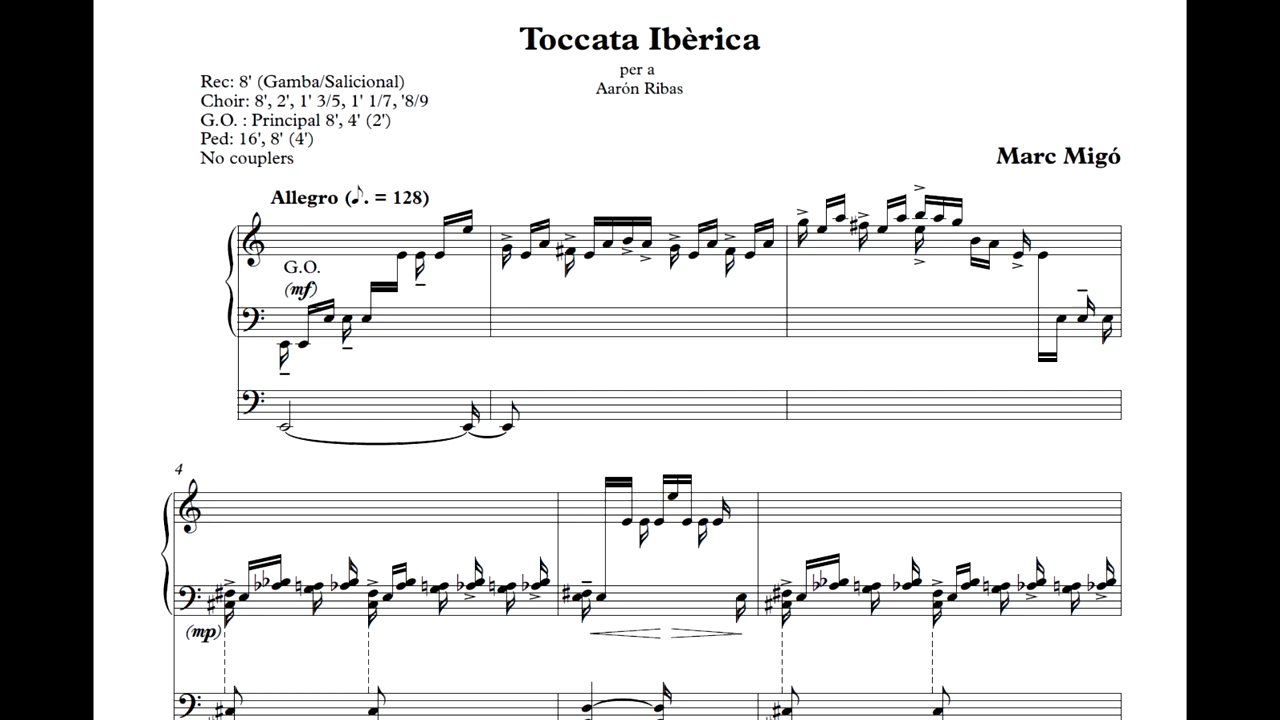 Toccata Ibèrica
per a
Aarón Ribas
Rec: 8' (Gamba/Salicional)
Choir: 8', 2', 1' 3/5, 1' 1/7, '8/9
G.O. : Principal 8', 4' (2')
Ped: 16', 8' (4')
No couplers
Marc Migó
Allegro (♪. = 128)
G.O.
(mf)
4
(mp)